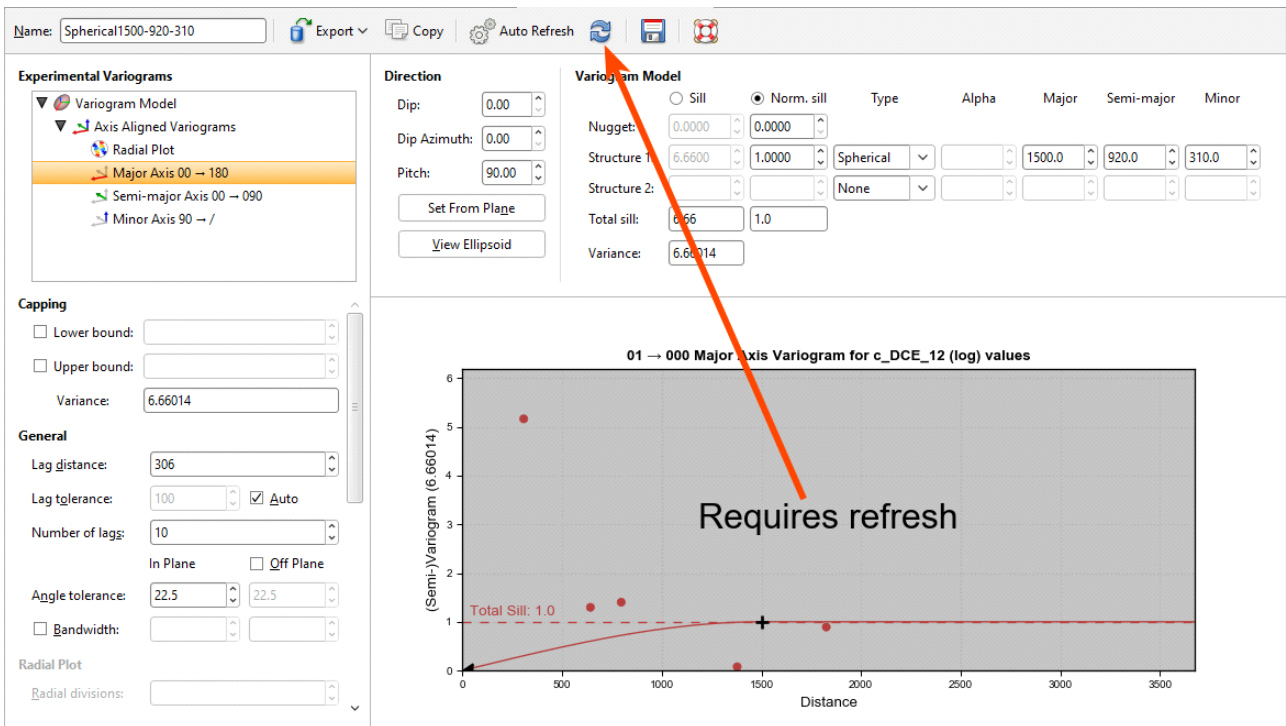 Name: Spherical1500-920-310 Export Copy Auto Refresh
Experimental Variograms
Variogram Model
Axis Aligned Variograms
Radial Plot
Major Axis 00 → 180
Semi-major Axis 00 → 090
Minor Axis 90 → /
Direction
Dip: 0.00
Dip Azimuth: 0.00
Pitch: 90.00
Set From Plane
View Ellipsoid
Variogram Model
Sill Norm. sill Type Alpha Major Semi-major Minor
Nugget: 0.0000 0.0000
Structure 1: 6.6600 1.0000 Spherical 1500.0 920.0 310.0
Structure 2: None
Total sill: 6.66 1.0
Variance: 6.66014
Capping
Lower bound:
Upper bound:
Variance: 6.66014
General
Lag distance: 306
Lag tolerance: 100 Auto
Number of lags: 10
In Plane Off Plane
Angle tolerance: 22.5 22.5
Bandwidth:
Radial Plot
Radial divisions:
01 → 000 Major Axis Variogram for c_DCE_12 (log) values
(Semi-)Variogram (6.66014)
6
5
4
3
2
1
0
Requires refresh
Total Sill: 1.0
0 500 1000 1500 2000 2500 3000 3500
Distance